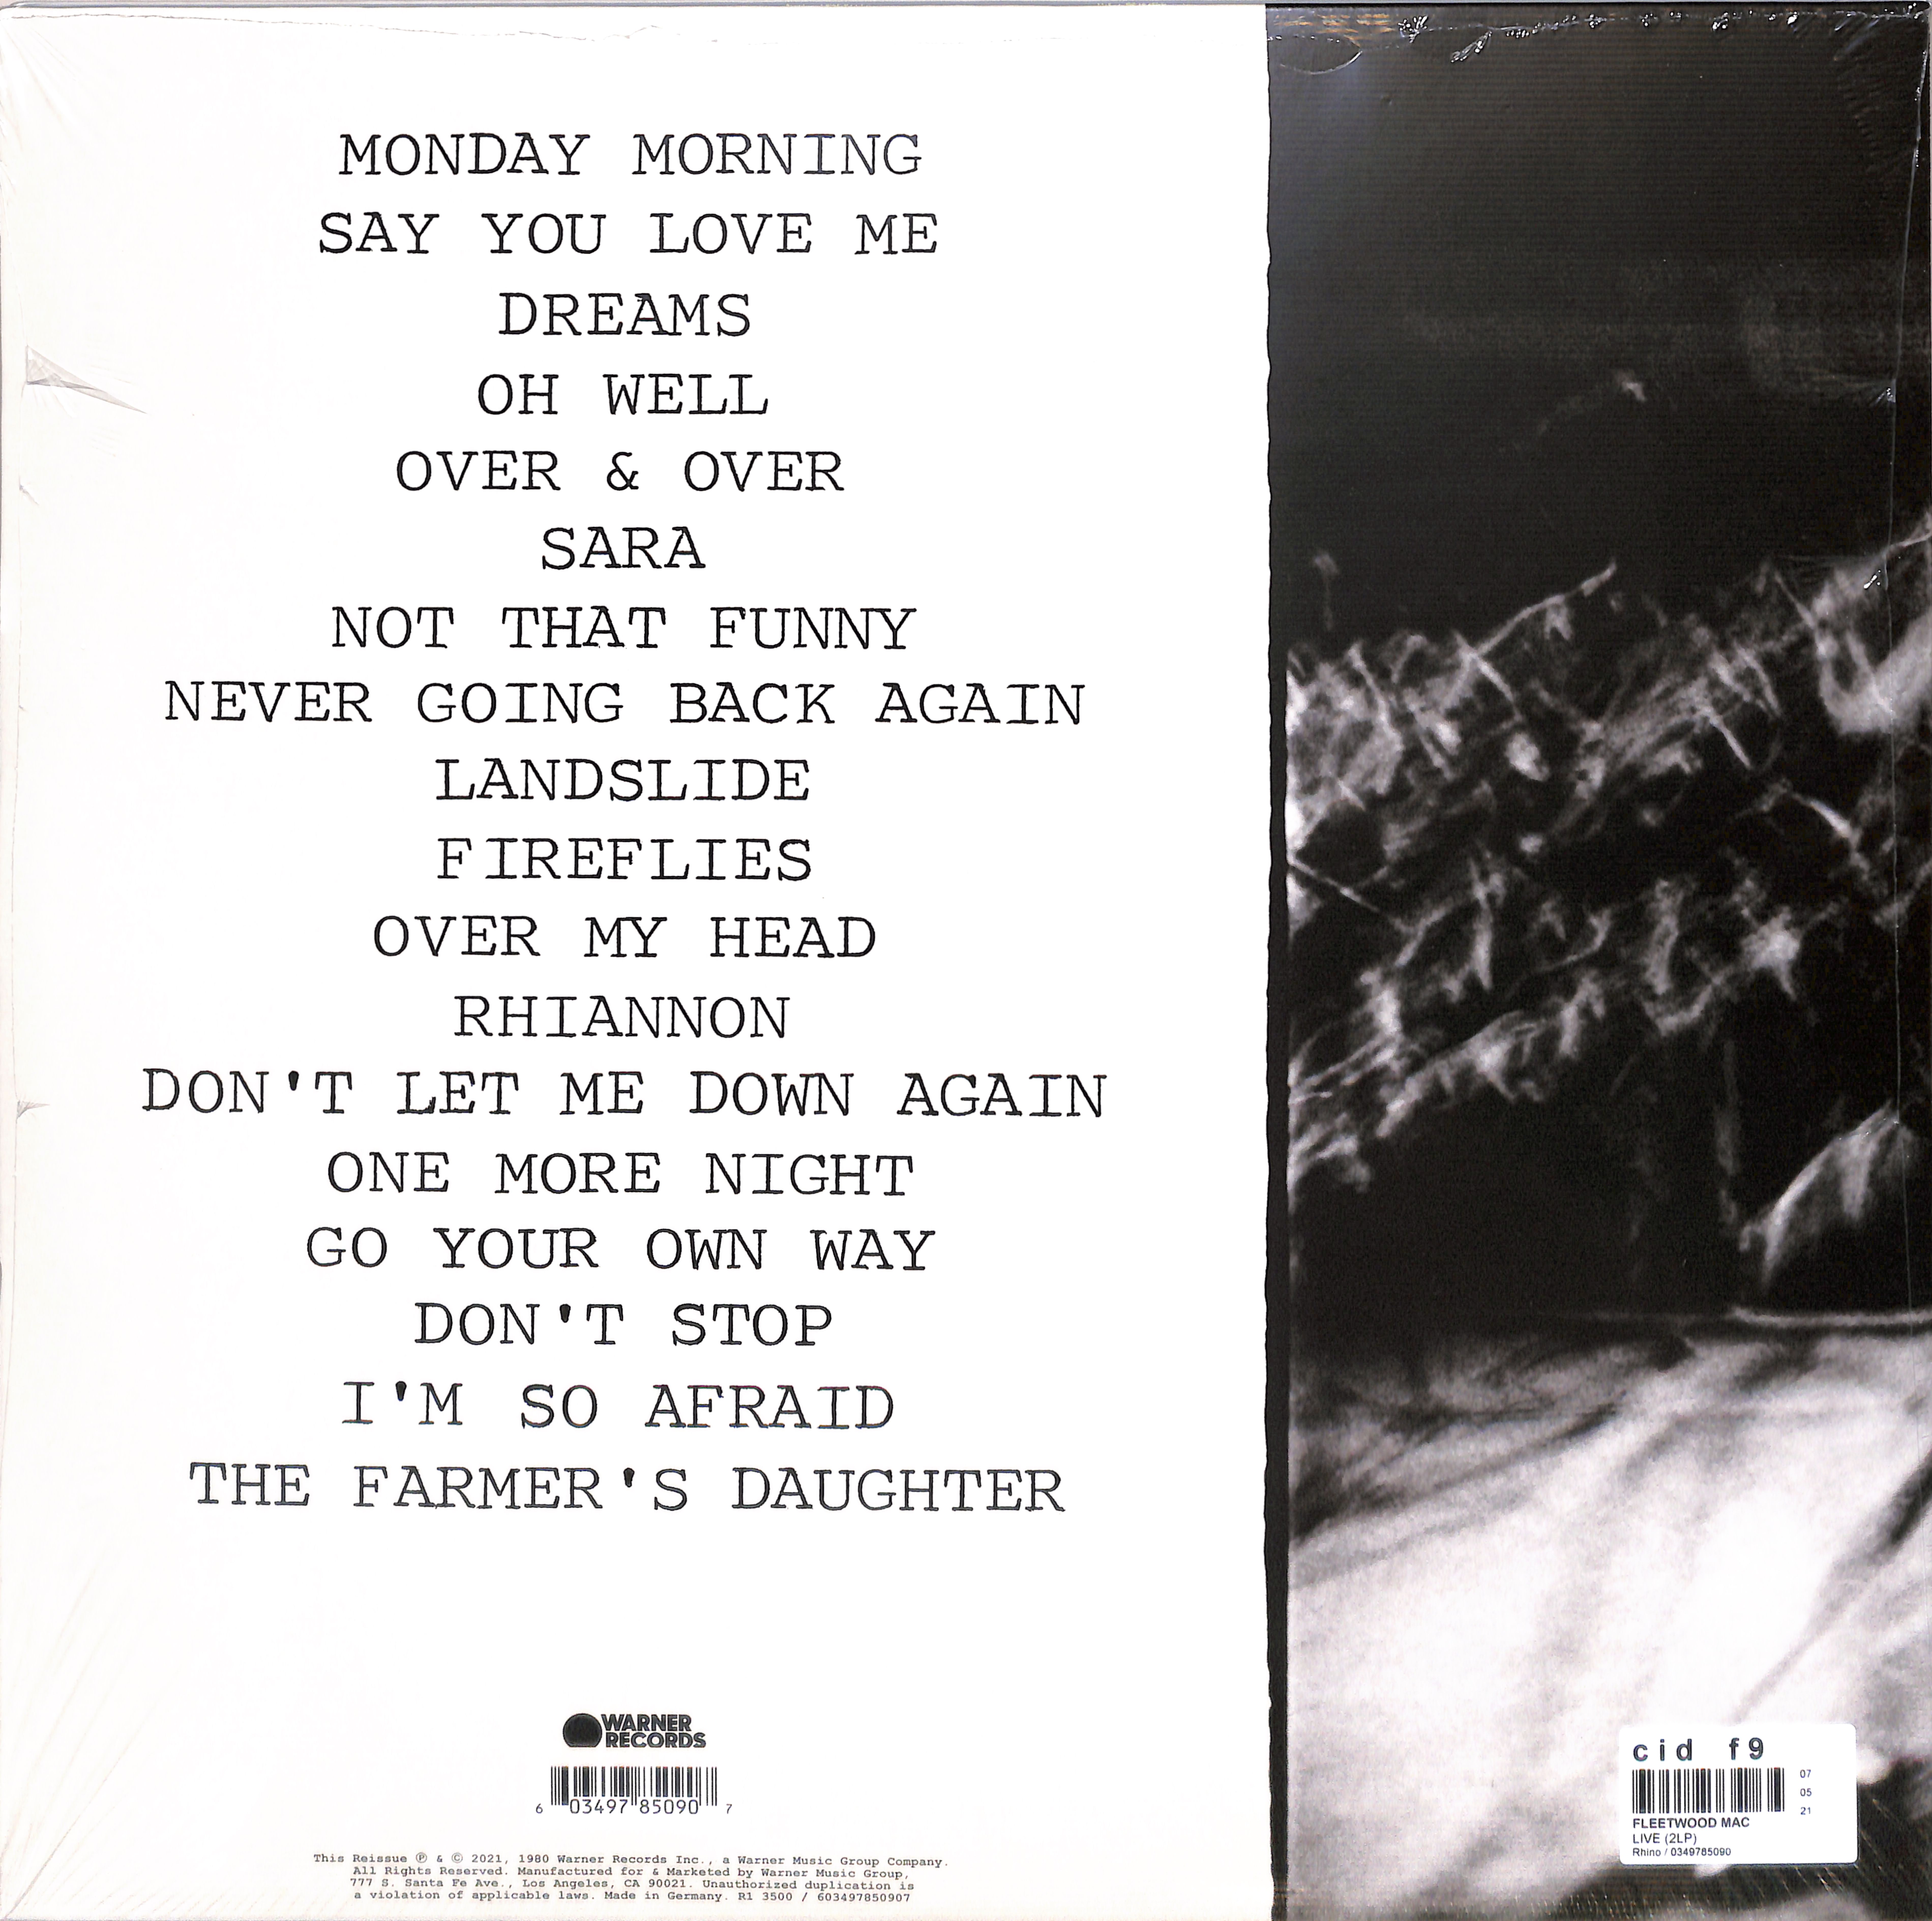 MONDAY MORNING
SAY YOU LOVE ME
DREAMS
OH WELL
OVER & OVER
SARA
NOT THAT FUNNY
NEVER GOING BACK AGAIN
LANDSLIDE
FIREFLIES
OVER MY HEAD
RHIANNON
DON'T LET ME DOWN AGAIN
ONE MORE NIGHT
GO YOUR OWN WAY
DON'T STOP
I'M SO AFRAID
THE FARMER'S DAUGHTER
WARNER
RECORDS
6 03497 85090 7
This Reissue ℗ & © 2021, 1980 Warner Records Inc., a Warner Music Group Company.
All Rights Reserved. Manufactured for & Marketed by Warner Music Group,
777 S. Santa Fe Ave., Los Angeles, CA 90021. Unauthorized duplication is
a violation of applicable laws. Made in Germany. R1 3500 / 603497850907
cid f9
07
05
21
FLEETWOOD MAC
LIVE (2LP)
Rhino / 0349785090